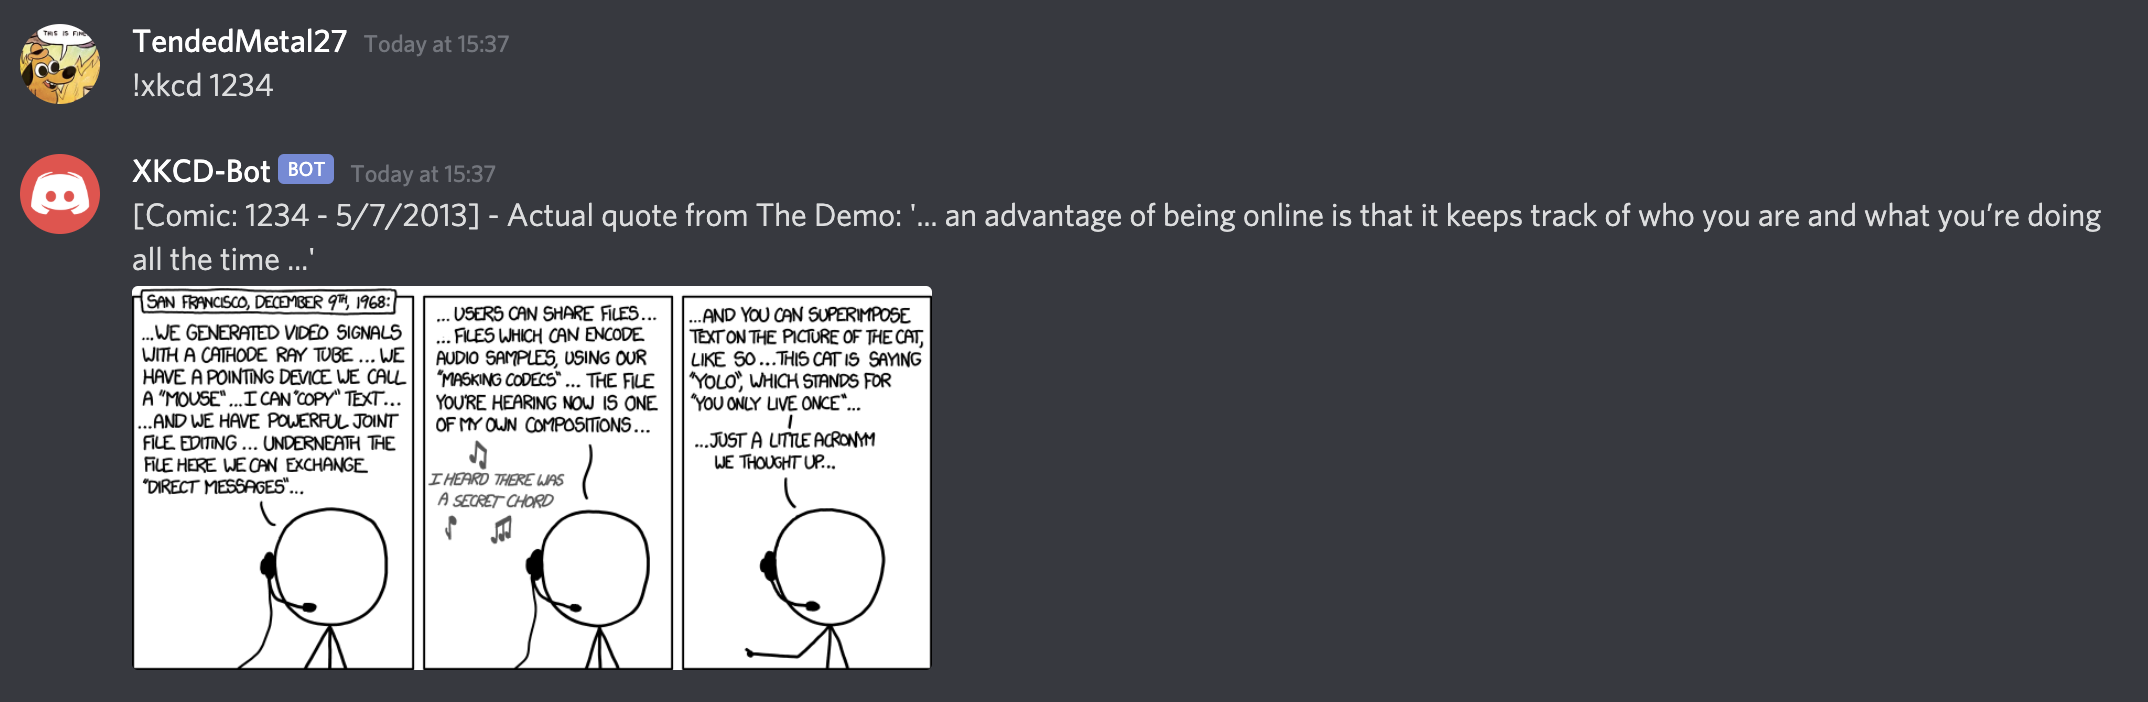 THIS IS FINE
TendedMetal27 Today at 15:37
!xkcd 1234
XKCD-Bot BOT Today at 15:37
[Comic: 1234 - 5/7/2013] - Actual quote from The Demo: '... an advantage of being online is that it keeps track of who you are and what you’re doing
all the time ...'
SAN FRANCISCO, DECEMBER 9TH, 1968:
...WE GENERATED VIDEO SIGNALS
WITH A CATHODE RAY TUBE ... WE
HAVE A POINTING DEVICE WE CALL
A "MOUSE"...I CAN "COPY" TEXT...
...AND WE HAVE POWERFUL JOINT
FILE EDITING ... UNDERNEATH THE
FILE HERE WE CAN EXCHANGE
"DIRECT MESSAGES"...
... USERS CAN SHARE FILES...
... FILES WHICH CAN ENCODE
AUDIO SAMPLES, USING OUR
"MASKING CODECS"... THE FILE
YOU'RE HEARING NOW IS ONE
OF MY OWN COMPOSITIONS...
I HEARD THERE WAS
A SECRET CHORD
...AND YOU CAN SUPERIMPOSE
TEXT ON THE PICTURE OF THE CAT,
LIKE SO...THIS CAT IS SAYING
"YOLO", WHICH STANDS FOR
"YOU ONLY LIVE ONCE"...
...JUST A LITTLE ACRONYM
WE THOUGHT UP...